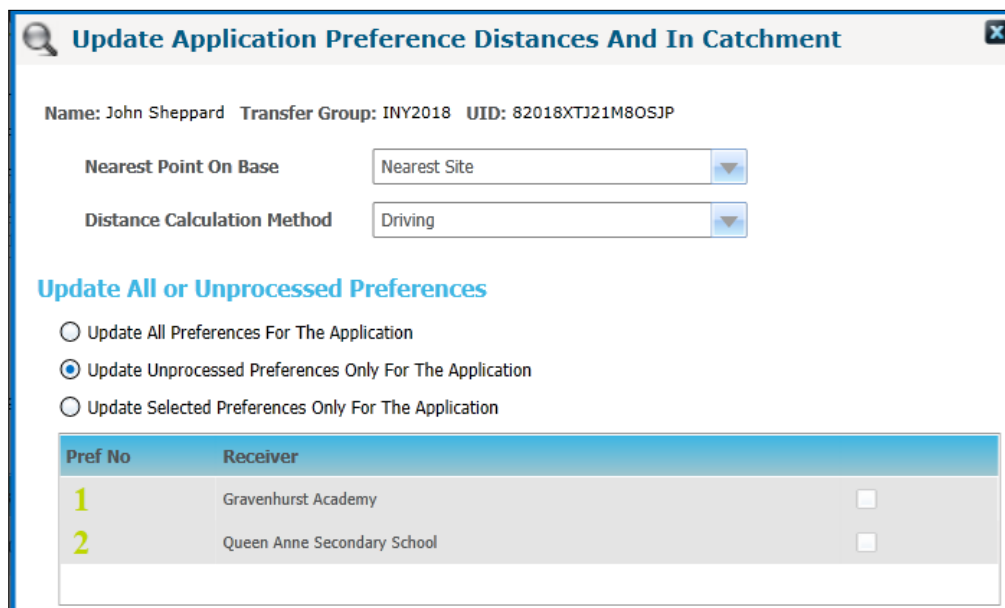 Update Application Preference Distances And In Catchment
Name: John Sheppard Transfer Group: INY2018 UID: 82018XTJ21M8OSJP
Nearest Point On Base Nearest Site
Distance Calculation Method Driving
Update All or Unprocessed Preferences
Update All Preferences For The Application
Update Unprocessed Preferences Only For The Application
Update Selected Preferences Only For The Application
Pref No Receiver
1 Gravenhurst Academy
2 Queen Anne Secondary School